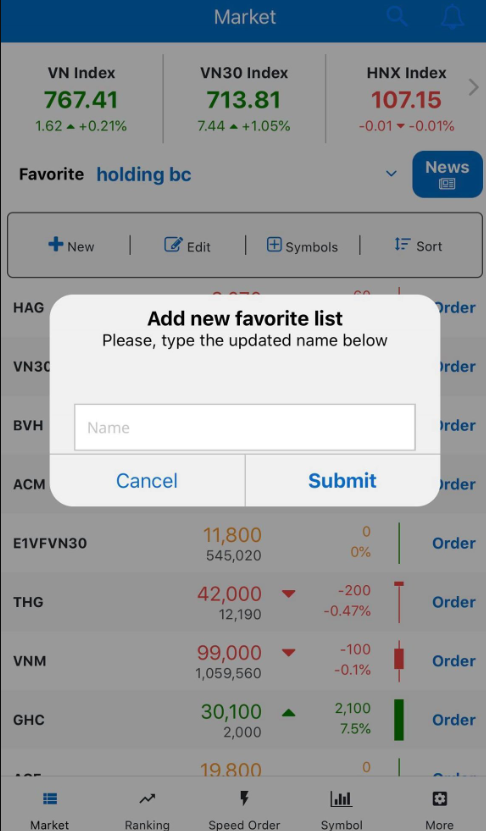 Market
VN Index VN30 Index HNX Index
767.41 713.81 107.15
1.62 +0.21% 7.44 +1.05% -0.01 -0.01%
Favorite holding bc News
New Edit Symbols Sort
HAG Order
Add new favorite list
Please, type the updated name below
VN30 Order
Name
BVH Order
Cancel Submit
ACM Order
E1VFVN30 11,800 0 Order
545,020 0%
THG 42,000 -200 Order
12,190 -0.47%
VNM 99,000 -100 Order
1,059,560 -0.1%
GHC 30,100 2,100 Order
2,000 7.5%
19,800 0
Market Ranking Speed Order Symbol More